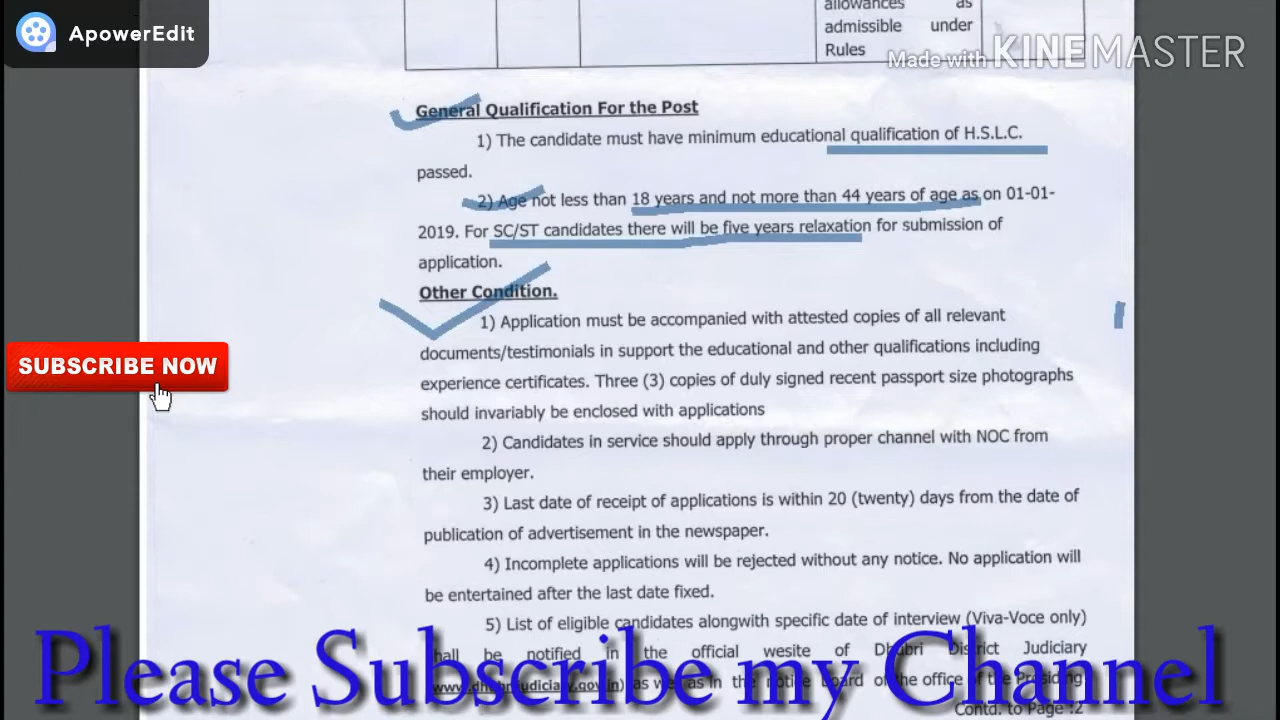 ApowerEdit
Made with KINEMASTER
allowances as
admissible under
Rules
General Qualification For the Post
1) The candidate must have minimum educational qualification of H.S.L.C.
passed.
2) Age not less than 18 years and not more than 44 years of age as on 01-01-
2019. For SC/ST candidates there will be five years relaxation for submission of
application.
Other Condition.
1) Application must be accompanied with attested copies of all relevant
documents/testimonials in support the educational and other qualifications including
experience certificates. Three (3) copies of duly signed recent passport size photographs
should invariably be enclosed with applications
2) Candidates in service should apply through proper channel with NOC from
their employer.
3) Last date of receipt of applications is within 20 (twenty) days from the date of
publication of advertisement in the newspaper.
4) Incomplete applications will be rejected without any notice. No application will
be entertained after the last date fixed.
5) List of eligible candidates alongwith specific date of interview (Viva-Voce only)
shall be notified in the official wesite of Dhubri District Judiciary
(www.dhubrijudiciary.gov.in) as well as in the notice board of the office of the Presiding
Contd. to Page :2
SUBSCRIBE NOW
Please Subscribe my Channel